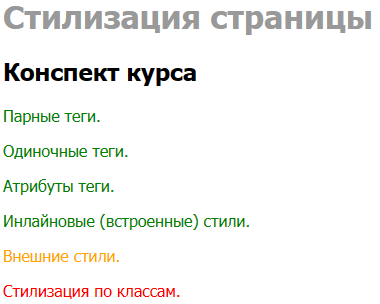 Стилизация страницы
Конспект курса
Парные теги.
Одиночные теги.
Атрибуты теги.
Инлайновые (встроенные) стили.
Внешние стили.
Стилизация по классам.